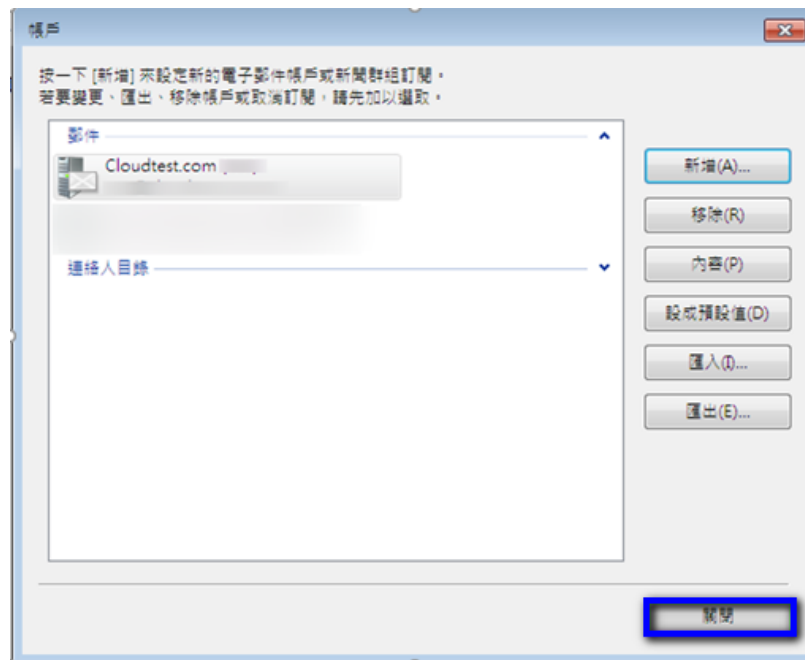 帳戶
按一下 [新增] 來設定新的電子郵件帳戶或新聞群組訂閱。
若要變更、匯出、移除帳戶或取消訂閱，請先加以選取。
郵件
Cloudtest.com
連絡人目錄
新增(A)...
移除(R)
內容(P)
設成預設值(D)
匯入(I)...
匯出(E)...
關閉